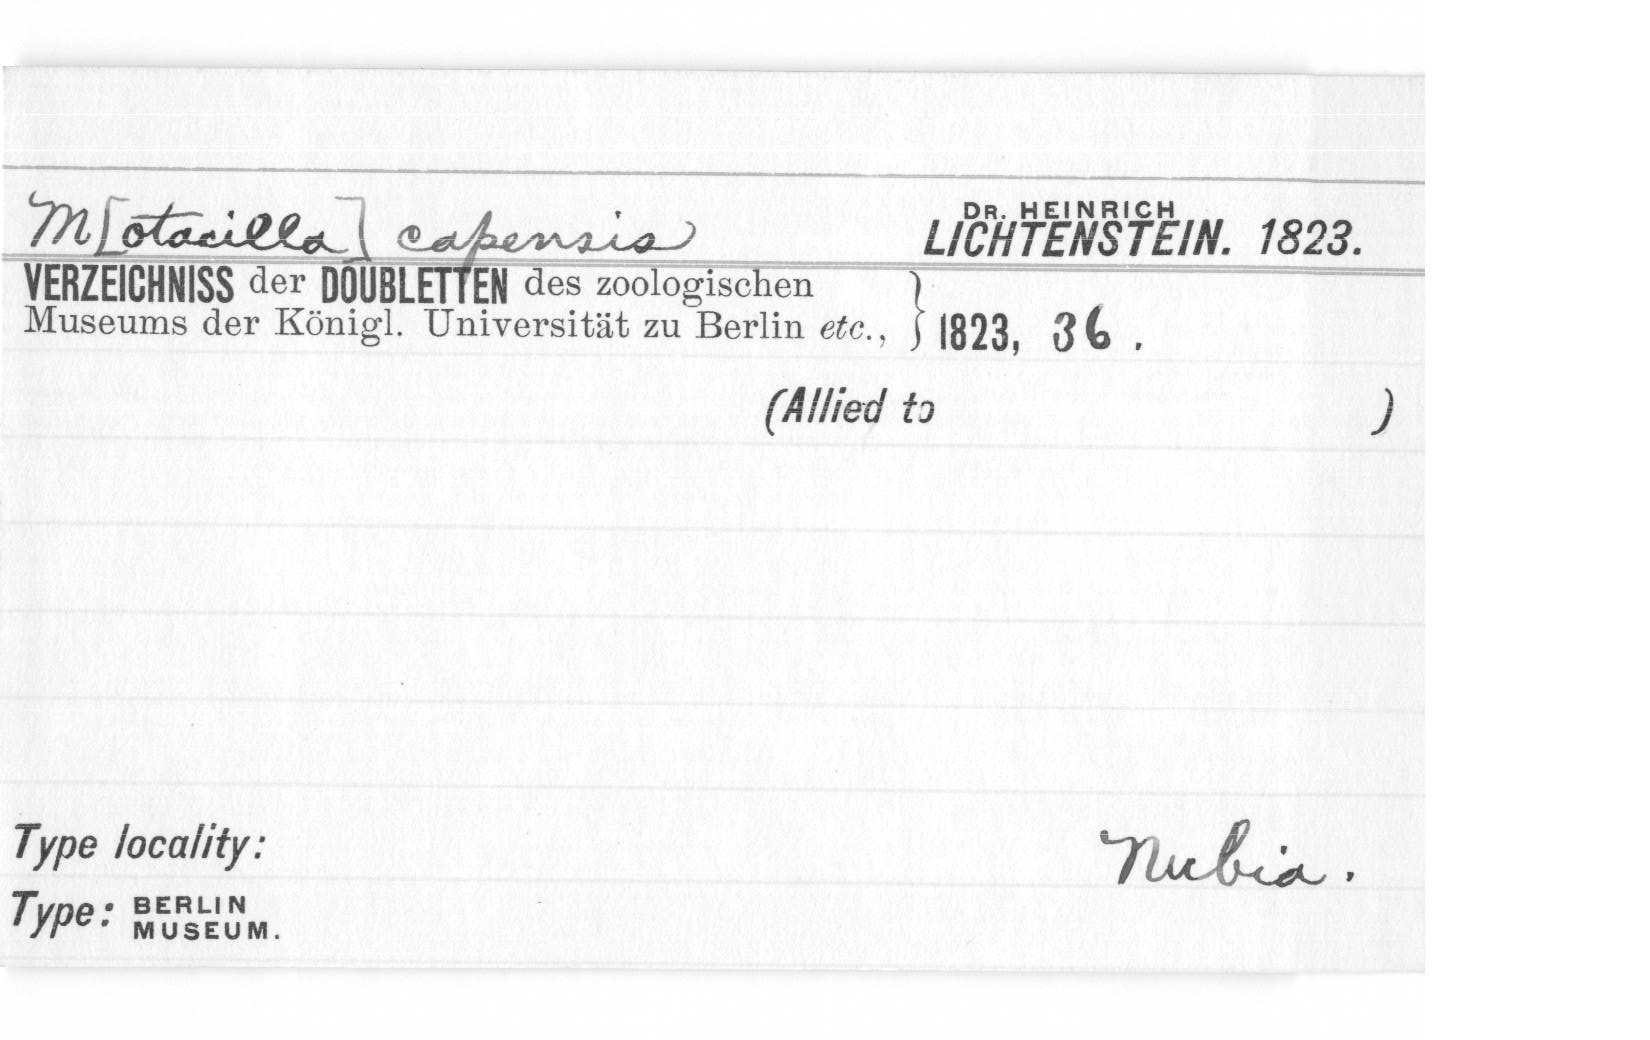 M[otacilla] capensis DR. HEINRICH LICHTENSTEIN. 1823.
VERZEICHNISS der DOUBLETTEN des zoologischen
Museums der Königl. Universität zu Berlin etc., } 1823, 36.
(Allied to )
Type locality: Nubia.
Type: BERLIN MUSEUM.